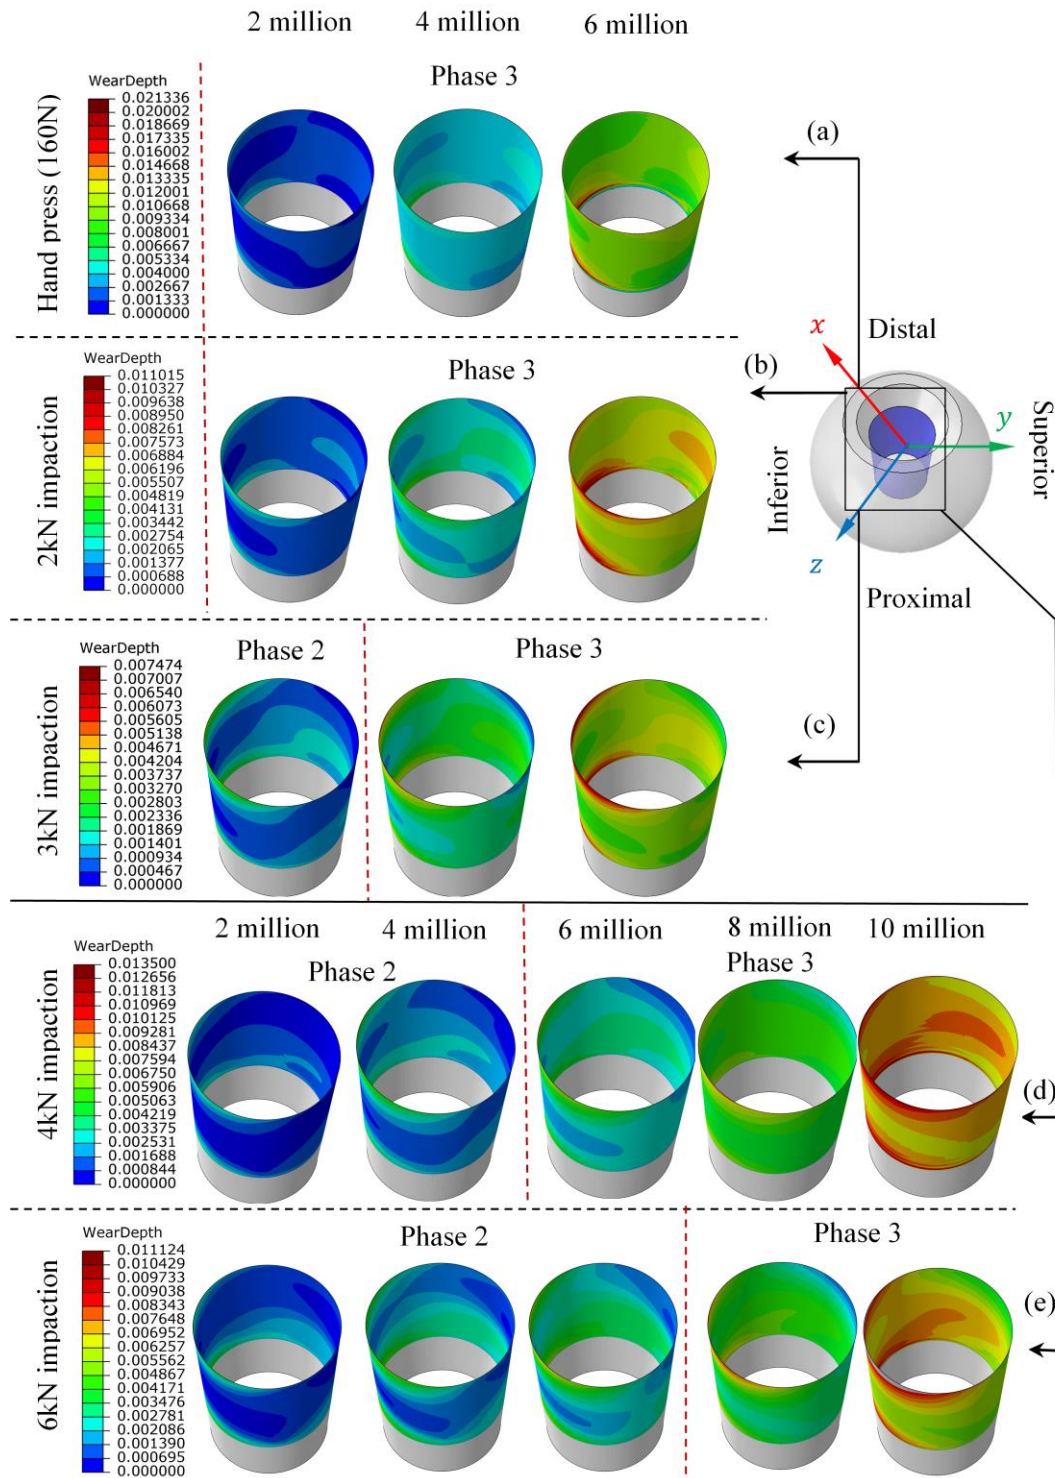 2 million 4 million 6 million
Hand press (160N)
WearDepth
0.021336
0.020002
0.018669
0.017335
0.016002
0.014668
0.013335
0.012001
0.010668
0.009334
0.008001
0.006667
0.005334
0.004000
0.002667
0.001333
0.000000
Phase 3
(a)
2kN impaction
WearDepth
0.011015
0.010327
0.009638
0.008950
0.008261
0.007573
0.006884
0.006196
0.005507
0.004819
0.004131
0.003442
0.002754
0.002065
0.001377
0.000688
0.000000
Phase 3
(b)
x
Distal
y
Superior
Inferior
z
Proximal
3kN impaction
WearDepth
0.007474
0.007007
0.006540
0.006073
0.005605
0.005138
0.004671
0.004204
0.003737
0.003270
0.002803
0.002336
0.001869
0.001401
0.000934
0.000467
0.000000
Phase 2
Phase 3
(c)
2 million 4 million 6 million 8 million 10 million
4kN impaction
WearDepth
0.013500
0.012656
0.011813
0.010969
0.010125
0.009281
0.008437
0.007594
0.006750
0.005906
0.005063
0.004219
0.003375
0.002531
0.001688
0.000844
0.000000
Phase 2
Phase 3
(d)
6kN impaction
WearDepth
0.011124
0.010429
0.009733
0.009038
0.008343
0.007648
0.006952
0.006257
0.005562
0.004867
0.004171
0.003476
0.002781
0.002086
0.001390
0.000695
0.000000
Phase 2
Phase 3
(e)